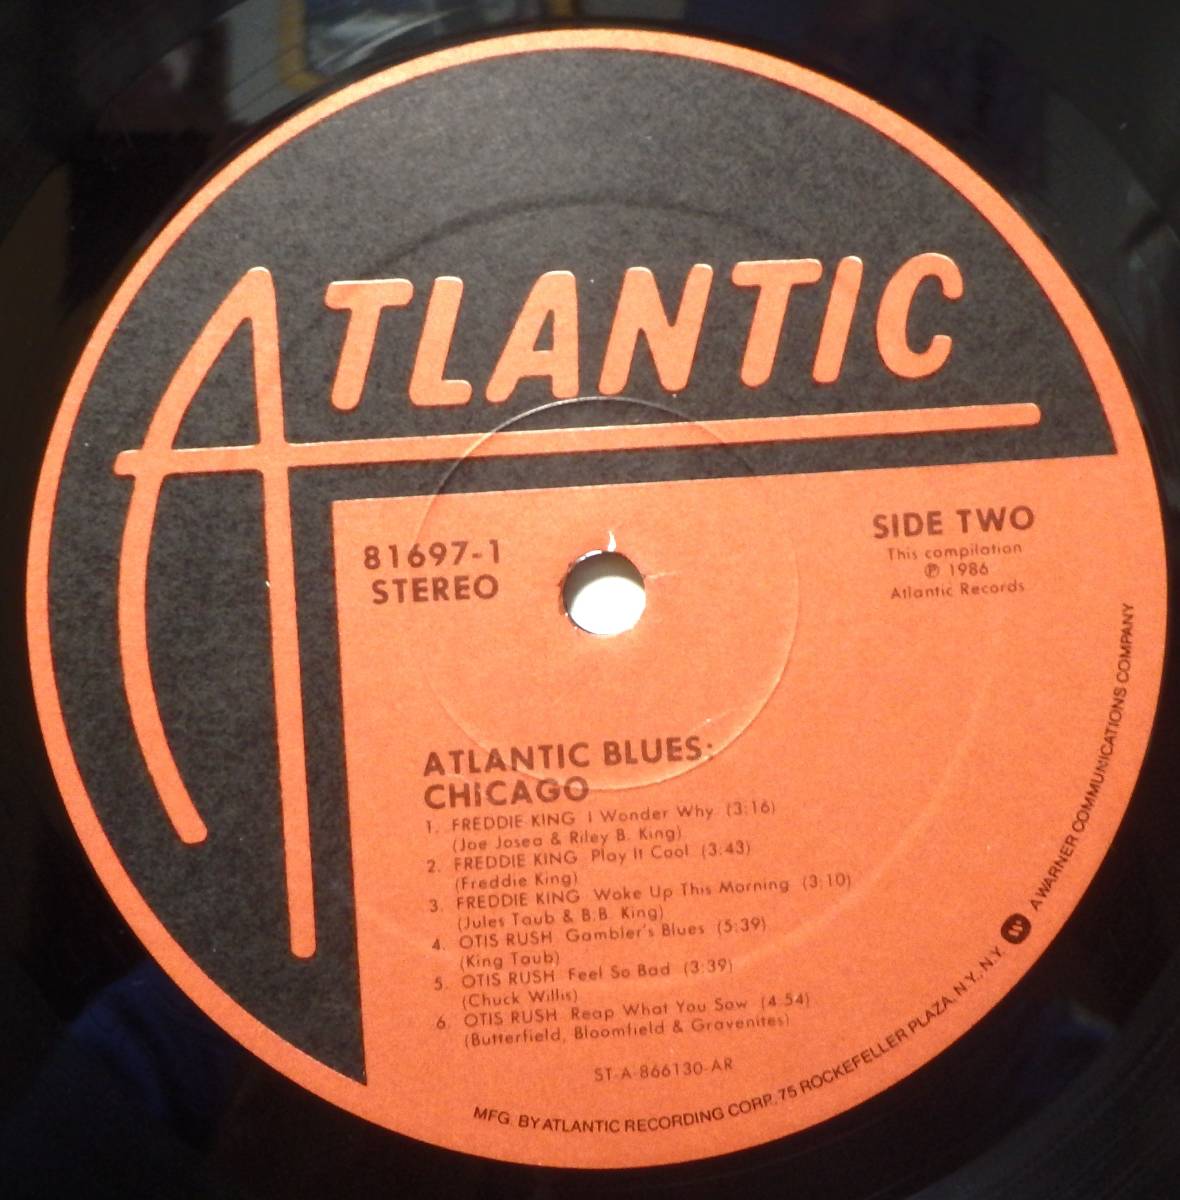 ATLANTIC
81697-1
STEREO
SIDE TWO
This compilation
℗ 1986
Atlantic Records
ATLANTIC BLUES:
CHICAGO
1. FREDDIE KING I Wonder Why (3:16)
(Joe Josea & Riley B. King)
2. FREDDIE KING Play It Cool (3:43)
(Freddie King)
3. FREDDIE KING Woke Up This Morning (3:10)
(Jules Taub & B.B. King)
4. OTIS RUSH Gambler's Blues (5:39)
(King Taub)
5. OTIS RUSH Feel So Bad (3:39)
(Chuck Willis)
6. OTIS RUSH Reap What You Sow (4:54)
(Butterfield, Bloomfield & Gravenites)
ST-A-866130-AR
MFG. BY ATLANTIC RECORDING CORP., 75 ROCKEFELLER PLAZA, N.Y., N.Y. A WARNER COMMUNICATIONS COMPANY